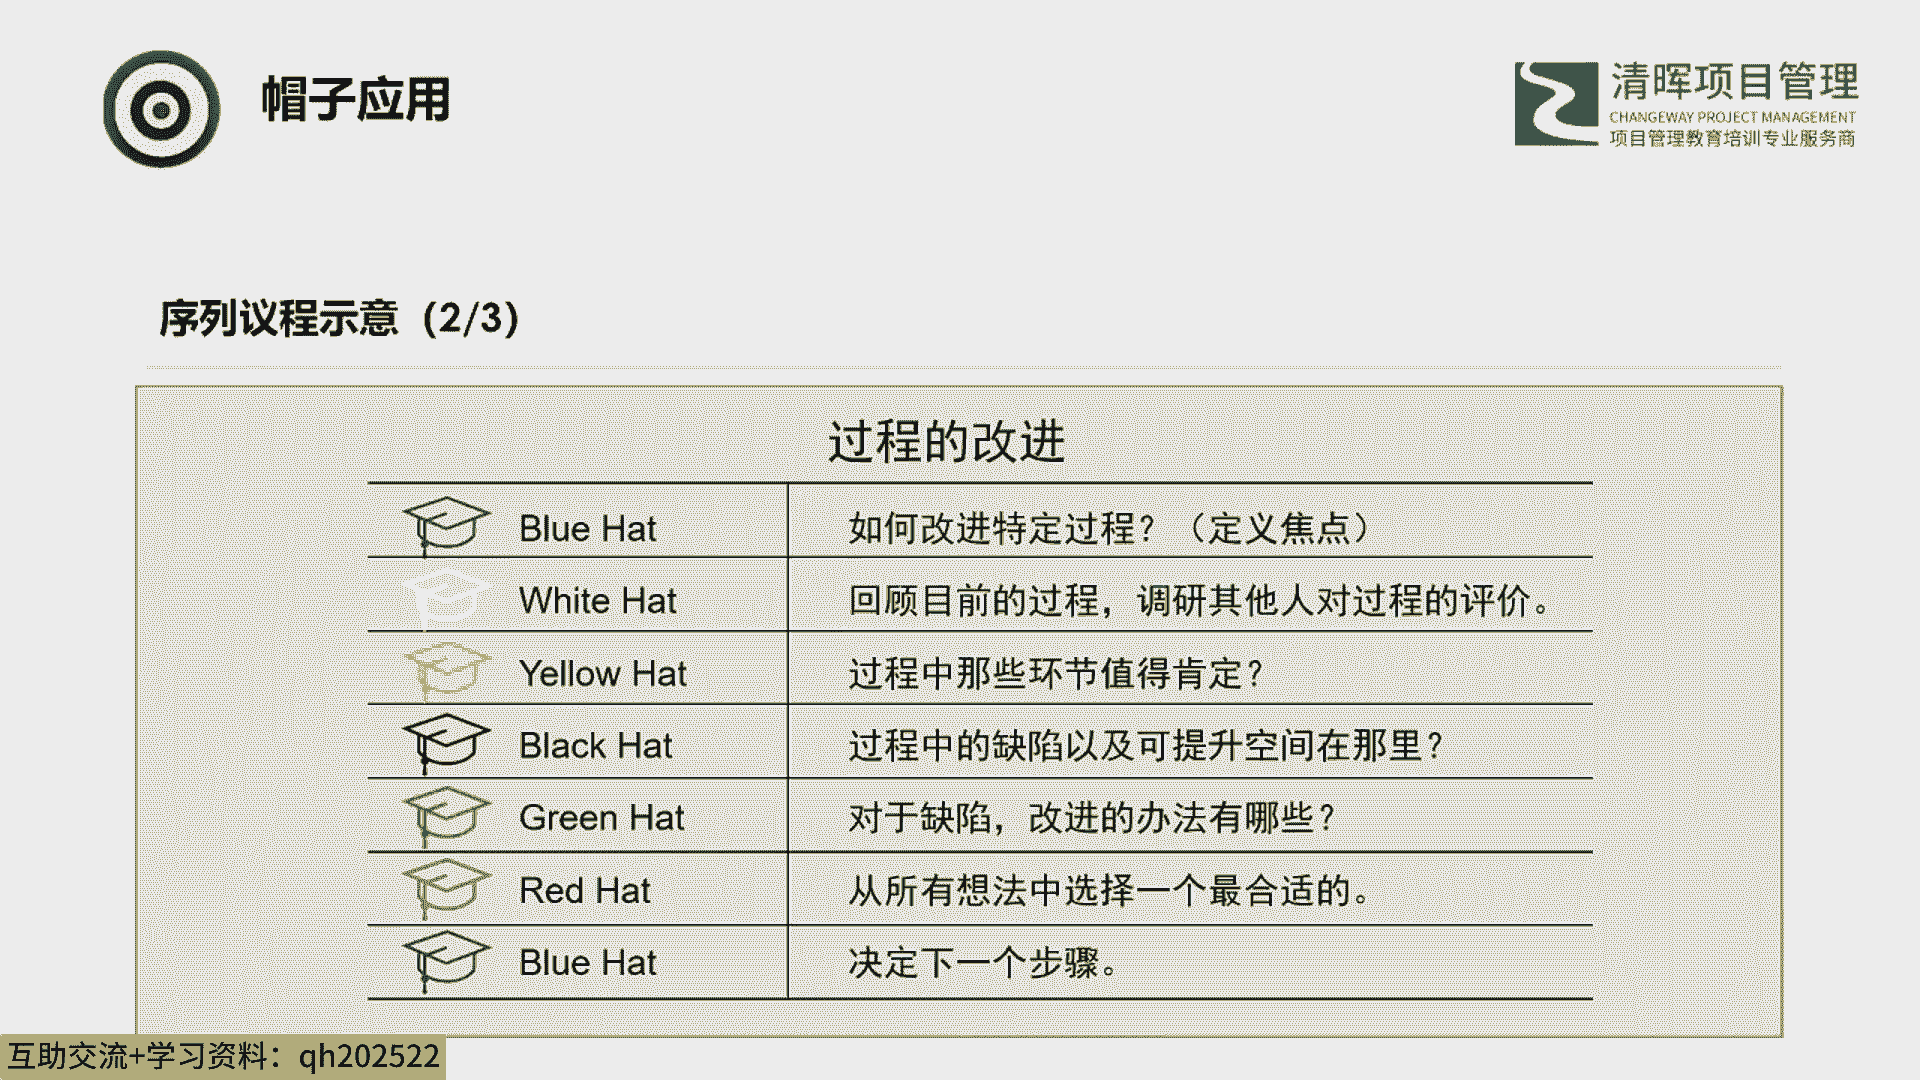 帽子应用
清晖项目管理
CHANGEWAY PROJECT MANAGEMENT
项目管理教育培训专业服务商
序列议程示意（2/3）
过程的改进
Blue Hat 如何改进特定过程？（定义焦点）
White Hat 回顾目前的过程，调研其他人对过程的评价。
Yellow Hat 过程中那些环节值得肯定？
Black Hat 过程中的缺陷以及可提升空间在那里？
Green Hat 对于缺陷，改进的办法有哪些？
Red Hat 从所有想法中选择一个最合适的。
Blue Hat 决定下一个步骤。
互助交流+学习资料：qh202522